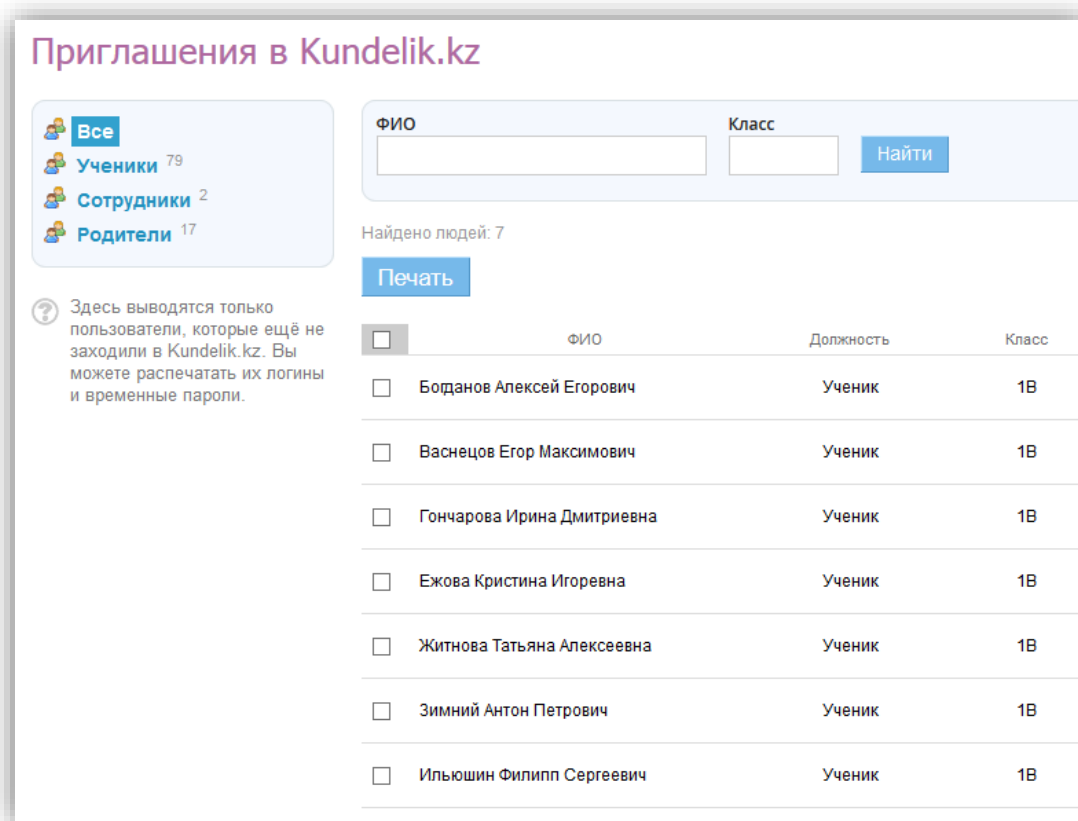 Приглашения в Kundelik.kz
Все
Ученики 79
Сотрудники 2
Родители 17
Здесь выводятся только
пользователи, которые ещё не
заходили в Kundelik.kz. Вы
можете распечатать их логины
и временные пароли.
ФИО Класс
Найти
Найдено людей: 7
Печать
ФИО Должность Класс
Богданов Алексей Егорович Ученик 1В
Васнецов Егор Максимович Ученик 1В
Гончарова Ирина Дмитриевна Ученик 1В
Ежова Кристина Игоревна Ученик 1В
Житнова Татьяна Алексеевна Ученик 1В
Зимний Антон Петрович Ученик 1В
Ильюшин Филипп Сергеевич Ученик 1В